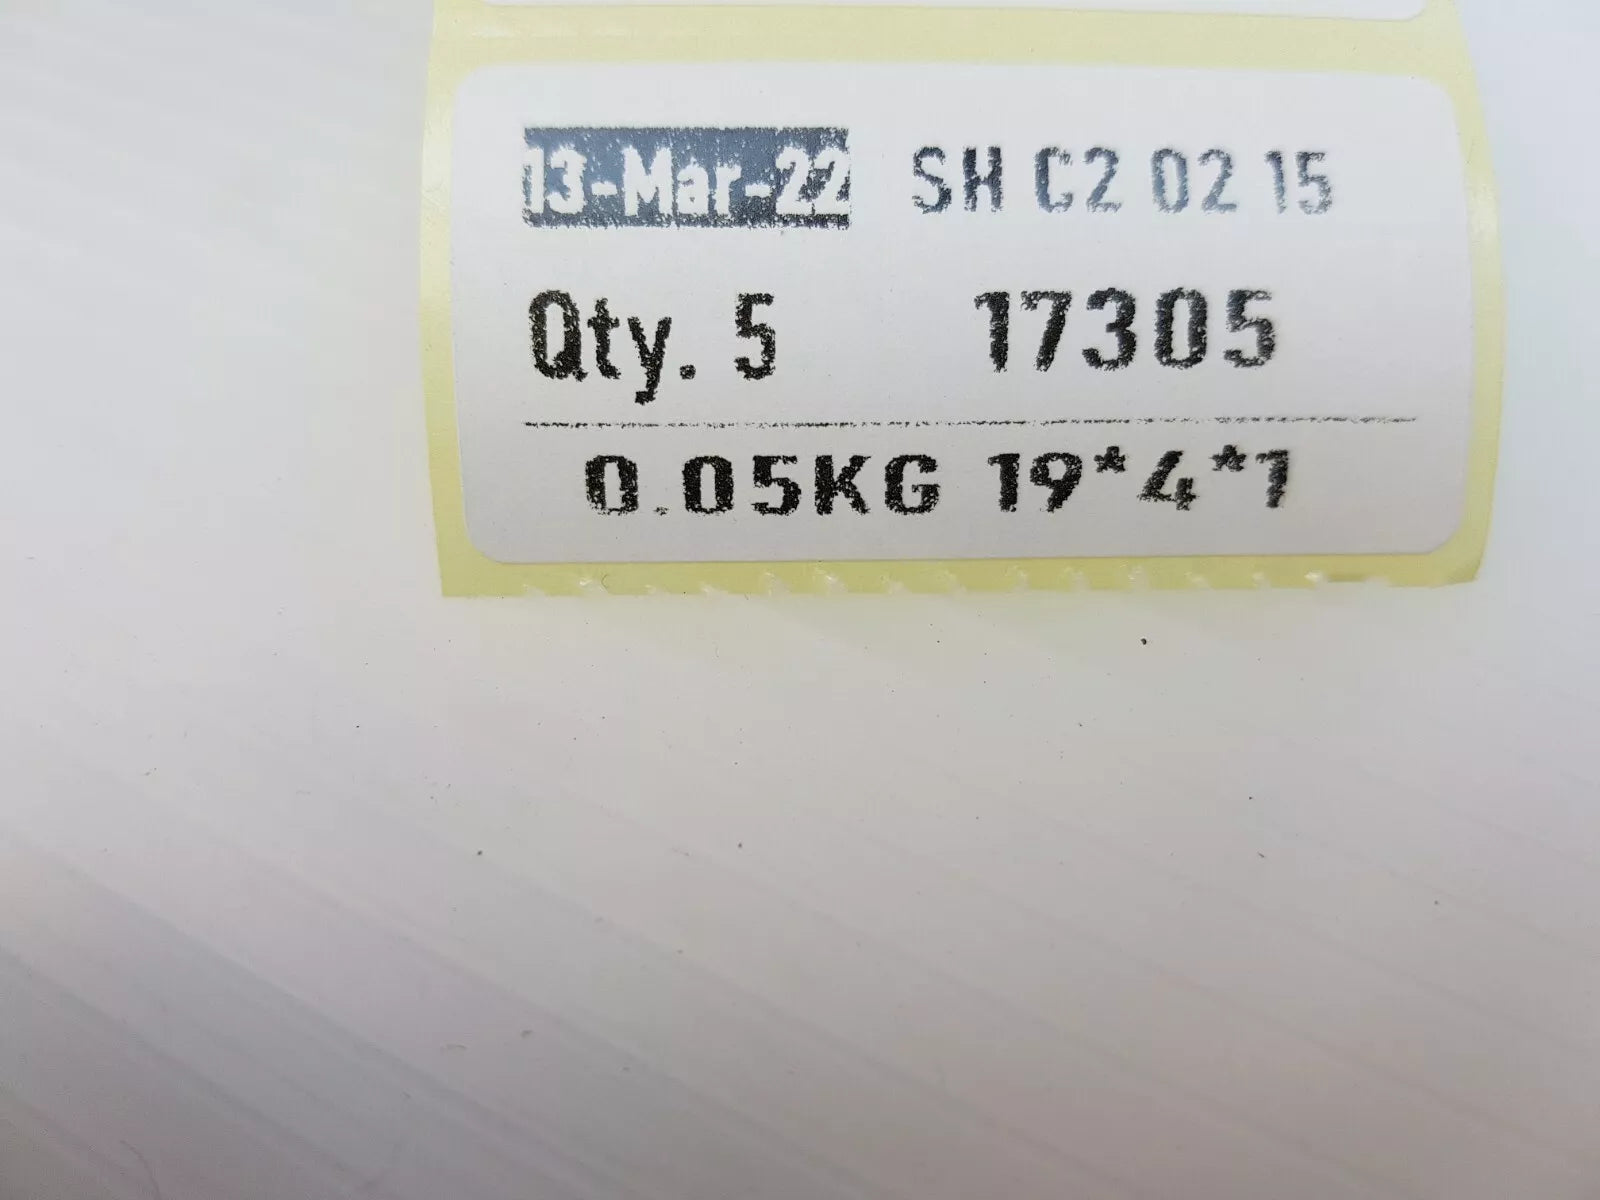 13-Mar-22 SH C2 02 15
Qty. 5 17305
0.05KG 19*4*1